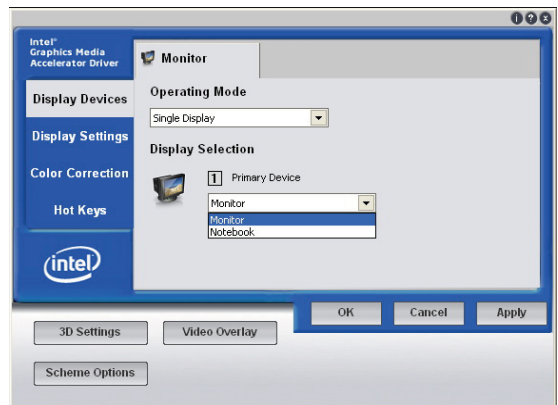 Intel®
Graphics Media
Accelerator Driver
Monitor
Display Devices
Display Settings
Color Correction
Hot Keys
intel
Operating Mode
Single Display
Display Selection
1 Primary Device
Monitor
Monitor
Notebook
OK
Cancel
Apply
3D Settings
Video Overlay
Scheme Options